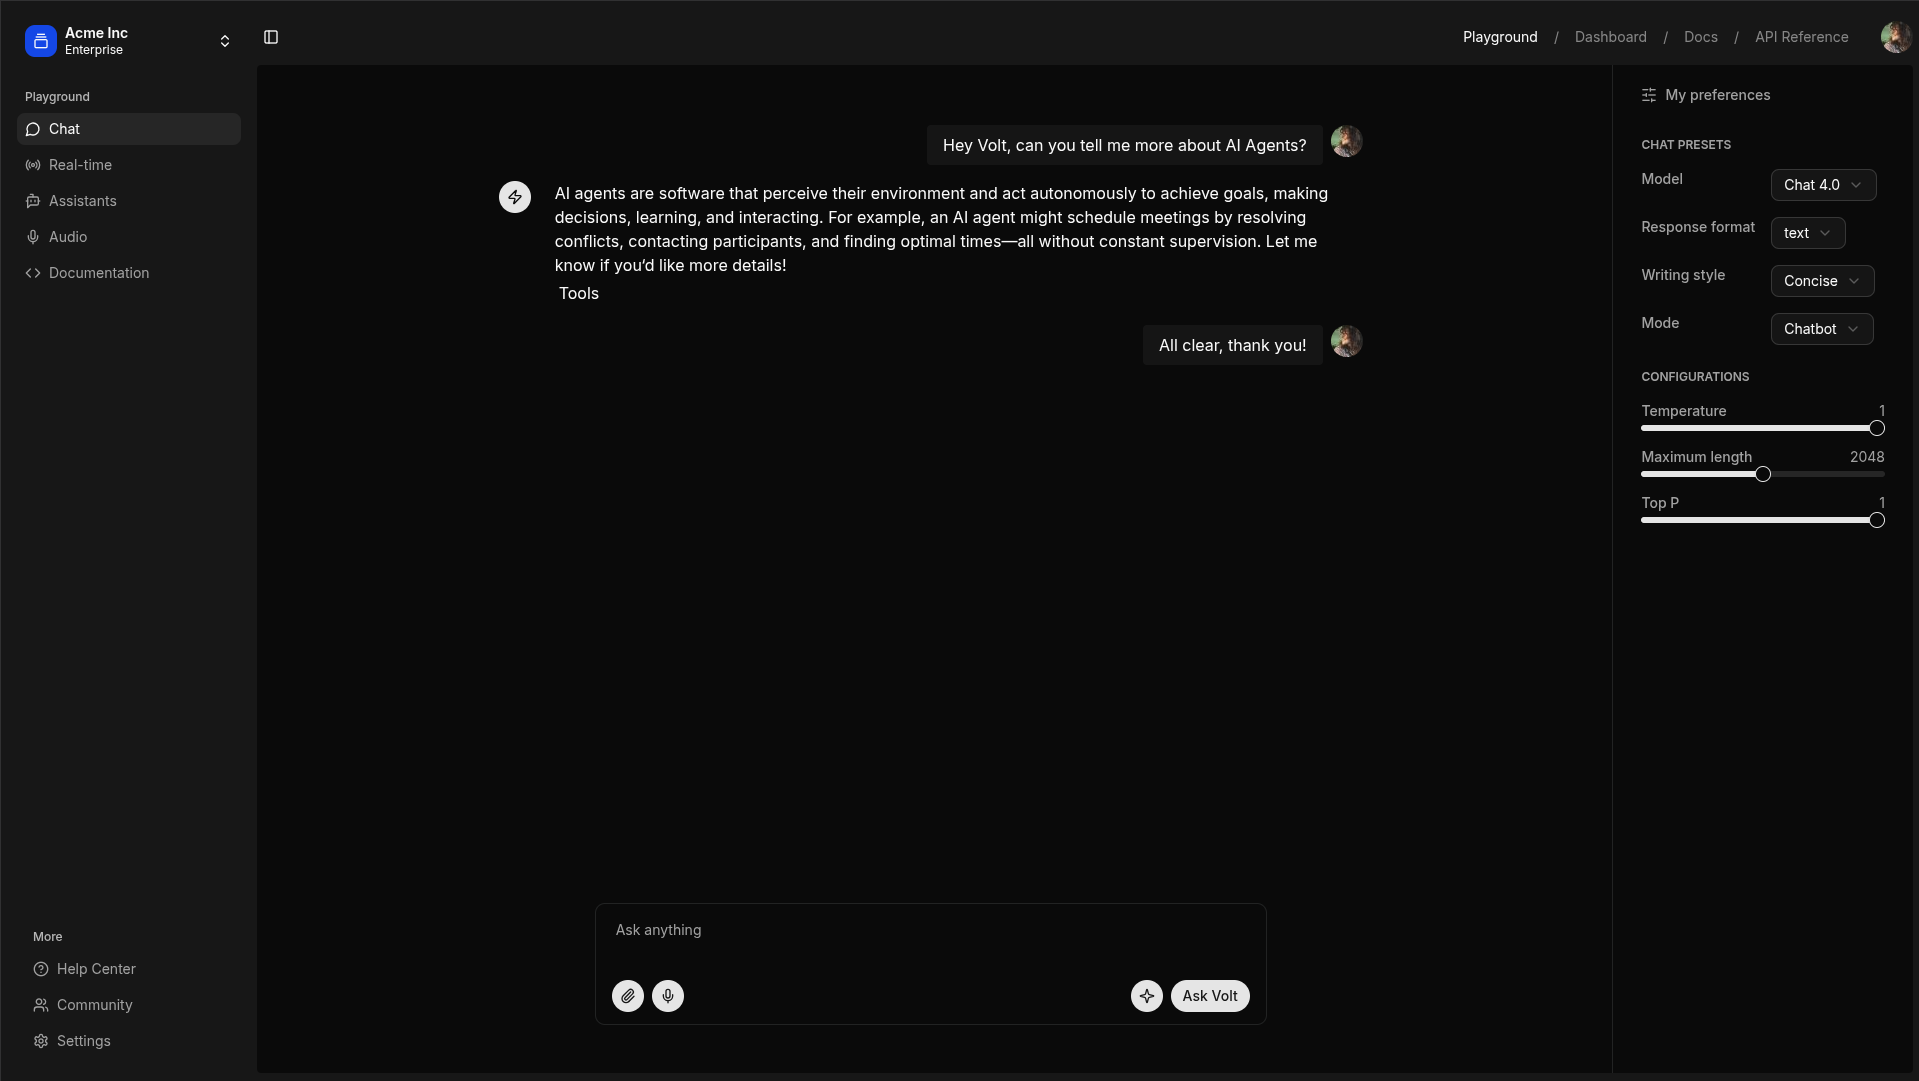 Acme Inc
Enterprise
Playground
Chat
Real-time
Assistants
Audio
Documentation
More
Help Center
Community
Settings
Playground / Dashboard / Docs / API Reference
Hey Volt, can you tell me more about AI Agents?
AI agents are software that perceive their environment and act autonomously to achieve goals, making
decisions, learning, and interacting. For example, an AI agent might schedule meetings by resolving
conflicts, contacting participants, and finding optimal times—all without constant supervision. Let me
know if you’d like more details!
Tools
All clear, thank you!
Ask anything
Ask Volt
My preferences
CHAT PRESETS
Model Chat 4.0
Response format text
Writing style Concise
Mode Chatbot
CONFIGURATIONS
Temperature 1
Maximum length 2048
Top P 1